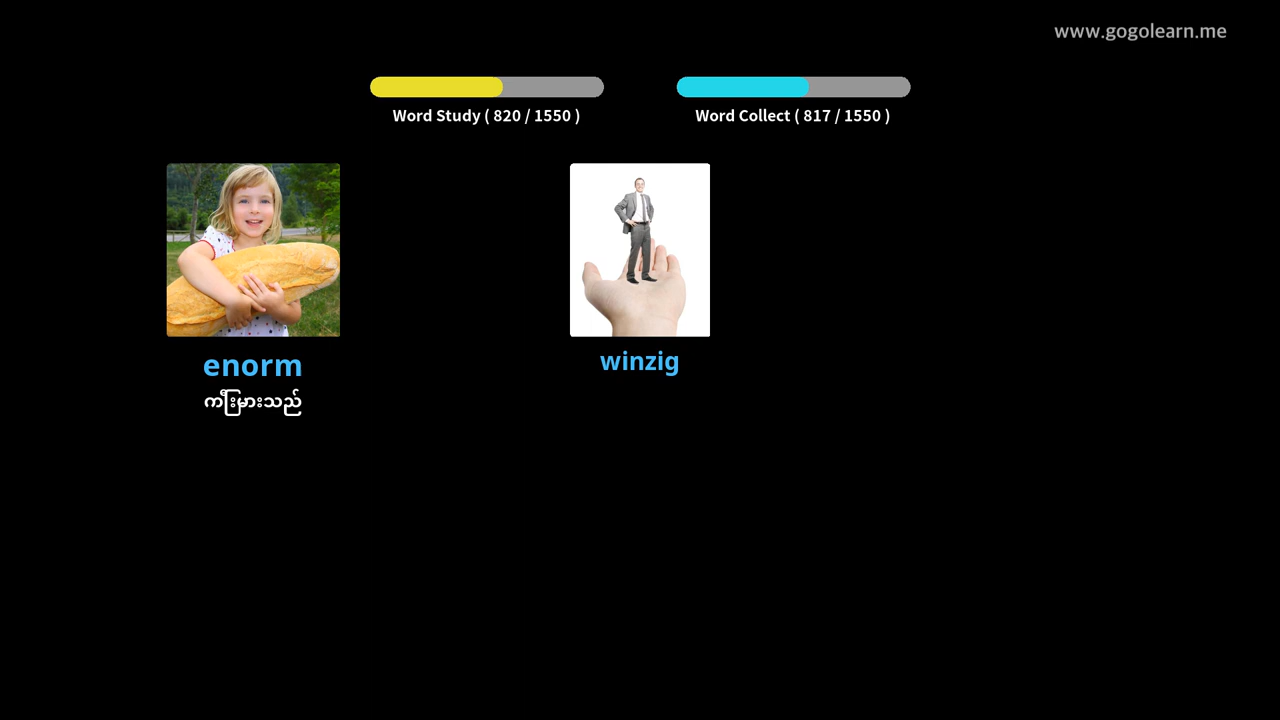 www.gogolearn.me
Word Study ( 820 / 1550 )
Word Collect ( 817 / 1550 )
enorm
ကြီးမားသည်
winzig